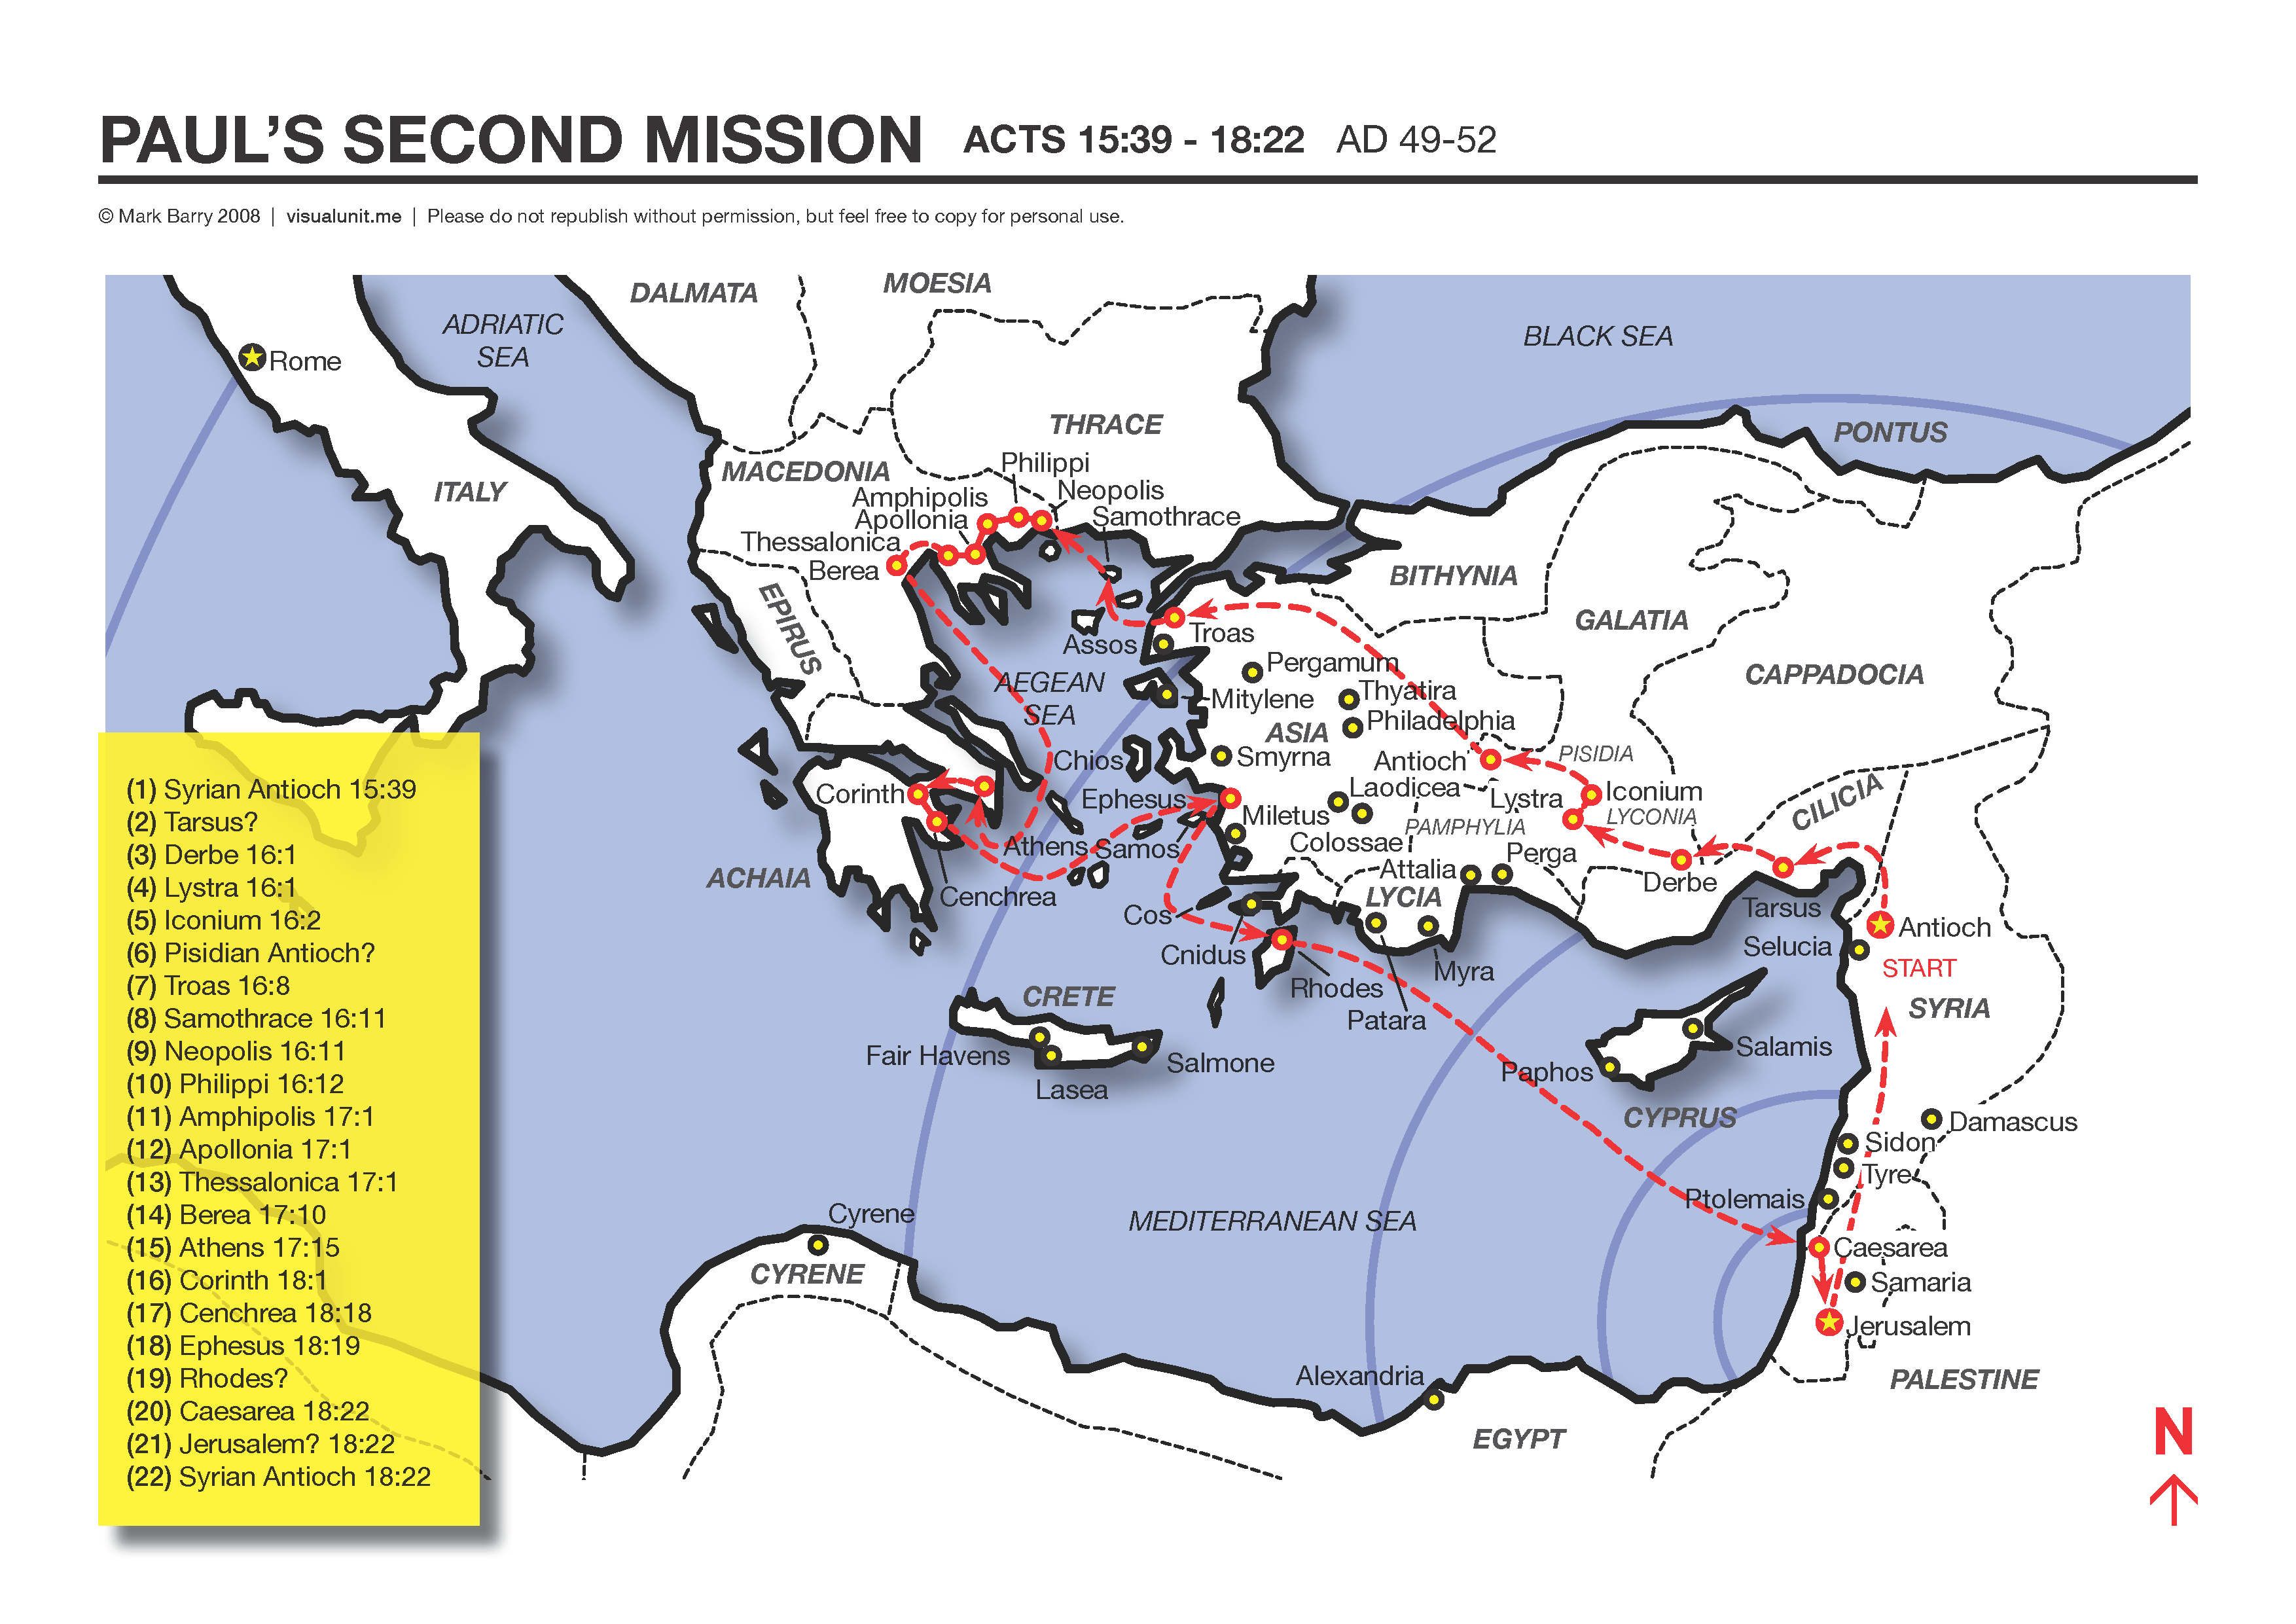 PAUL'S SECOND MISSION ACTS 15:39 - 18:22 AD 49-52
© Mark Barry 2008 | visualunit.me | Please do not republish without permission, but feel free to copy for personal use.
DALMATA
MOESIA
ADRIATIC
SEA
BLACK SEA
Rome
THRACE
PONTUS
ITALY
MACEDONIA
Philippi
Amphipolis
Neopolis
Apollonia
Samothrace
Thessalonica
Berea
BITHYNIA
EPIRUS
GALATIA
Assos
Troas
Pergamum
CAPPADOCIA
AEGEAN
SEA
Mitylene
Thyatira
Philadelphia
ASIA
Smyrna
Chios
Antioch
PISIDIA
Corinth
Ephesus
Laodicea
Lystra
Iconium
CILICIA
Miletus
LYCONIA
PAMPHYLIA
Colossae
Athens
Samos
Perga
Attalia
ACHAIA
Derbe
Cenchrea
LYCIA
Cos
Tarsus
Antioch
Cnidus
Selucia
START
Myra
Rhodes
CRETE
SYRIA
Patara
Fair Havens
Salmone
Salamis
Lasea
Paphos
CYPRUS
Damascus
Sidon
Tyre
Ptolemais
Cyrene
MEDITERRANEAN SEA
Caesarea
CYRENE
Samaria
Jerusalem
Alexandria
PALESTINE
EGYPT
N
(1) Syrian Antioch 15:39
(2) Tarsus?
(3) Derbe 16:1
(4) Lystra 16:1
(5) Iconium 16:2
(6) Pisidian Antioch?
(7) Troas 16:8
(8) Samothrace 16:11
(9) Neopolis 16:11
(10) Philippi 16:12
(11) Amphipolis 17:1
(12) Apollonia 17:1
(13) Thessalonica 17:1
(14) Berea 17:10
(15) Athens 17:15
(16) Corinth 18:1
(17) Cenchrea 18:18
(18) Ephesus 18:19
(19) Rhodes?
(20) Caesarea 18:22
(21) Jerusalem? 18:22
(22) Syrian Antioch 18:22